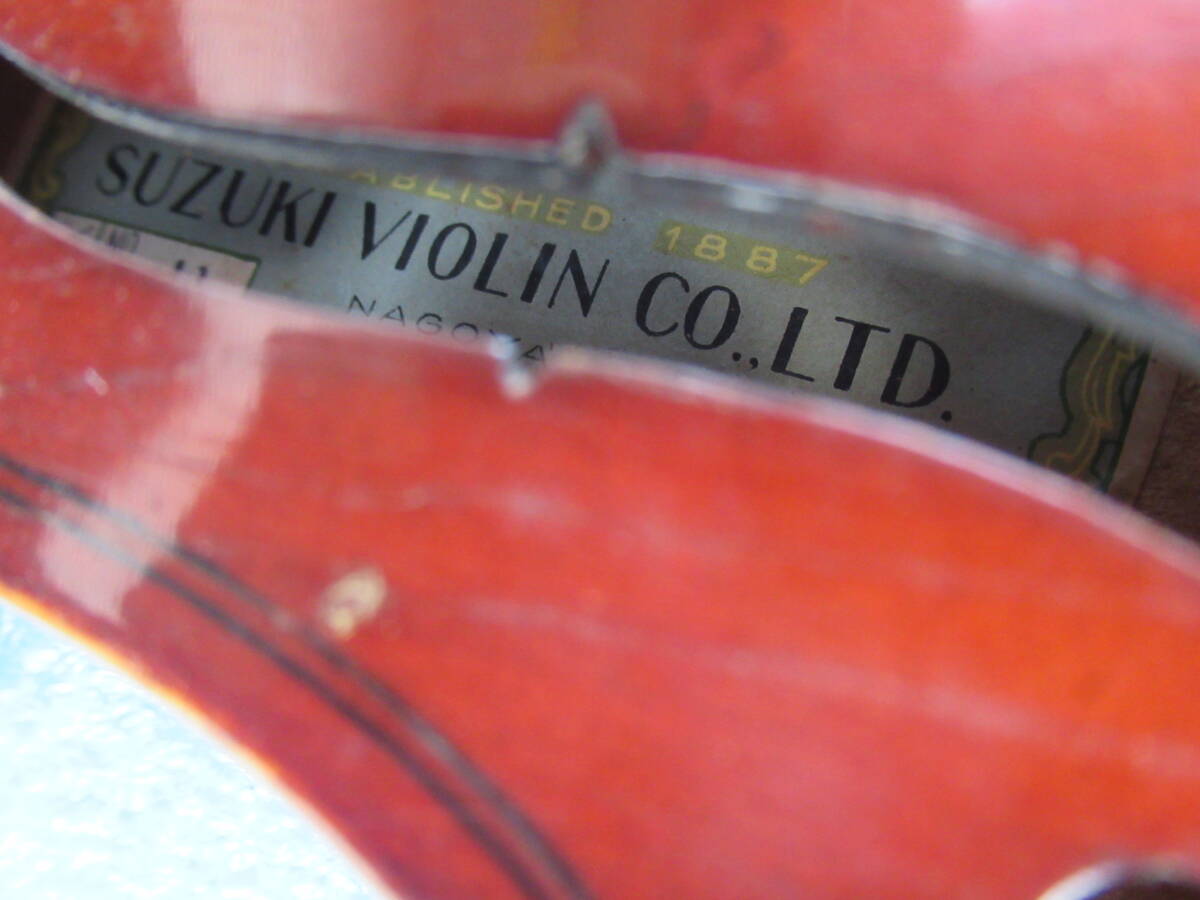 ABLISHED 1887
SUZUKI VIOLIN CO.,LTD.
NAGOYA